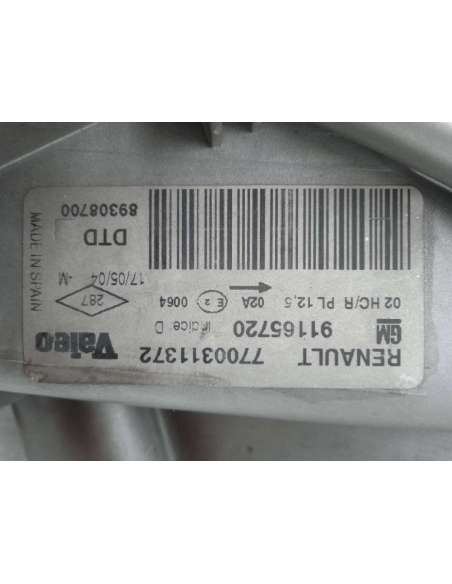 RENAULT 7700311372 Valeo
GM 91165720 Indice. D
02 HC/R PL 12,5 02A E 2 0064
287 17/05/04 -M
DTD
89308700
MADE IN SPAIN